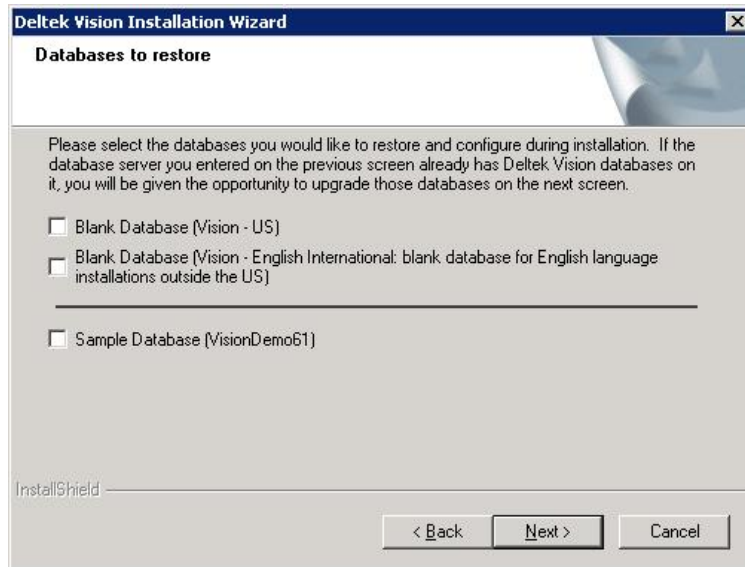 Deltek Vision Installation Wizard
Databases to restore
Please select the databases you would like to restore and configure during installation. If the
database server you entered on the previous screen already has Deltek Vision databases on
it, you will be given the opportunity to upgrade those databases on the next screen.
Blank Database (Vision - US)
Blank Database (Vision - English International: blank database for English language
installations outside the US)
Sample Database (VisionDemo61)
InstallShield
< Back
Next >
Cancel